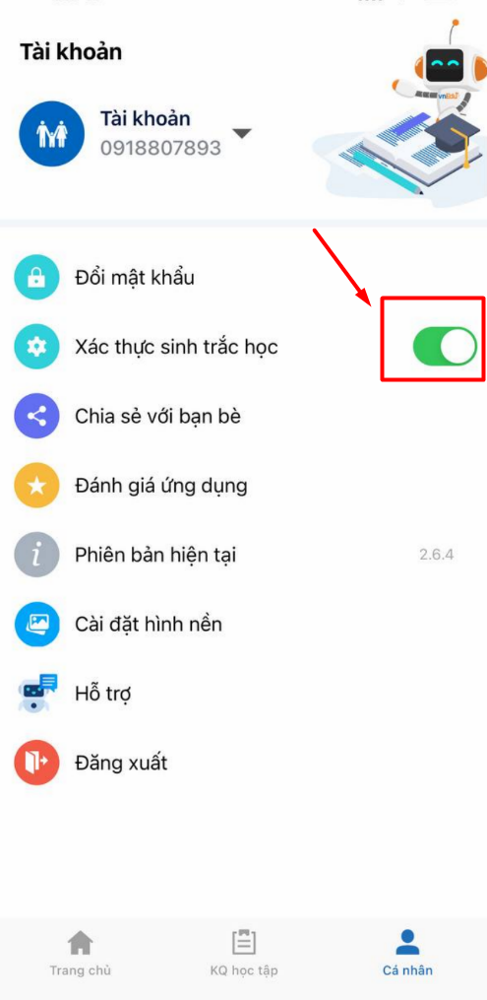 Tài khoản
vnEdu
Tài khoản
0918807893
Đổi mật khẩu
Xác thực sinh trắc học
Chia sẻ với bạn bè
Đánh giá ứng dụng
Phiên bản hiện tại 2.6.4
Cài đặt hình nền
Hỗ trợ
Đăng xuất
Trang chủ KQ học tập Cá nhân